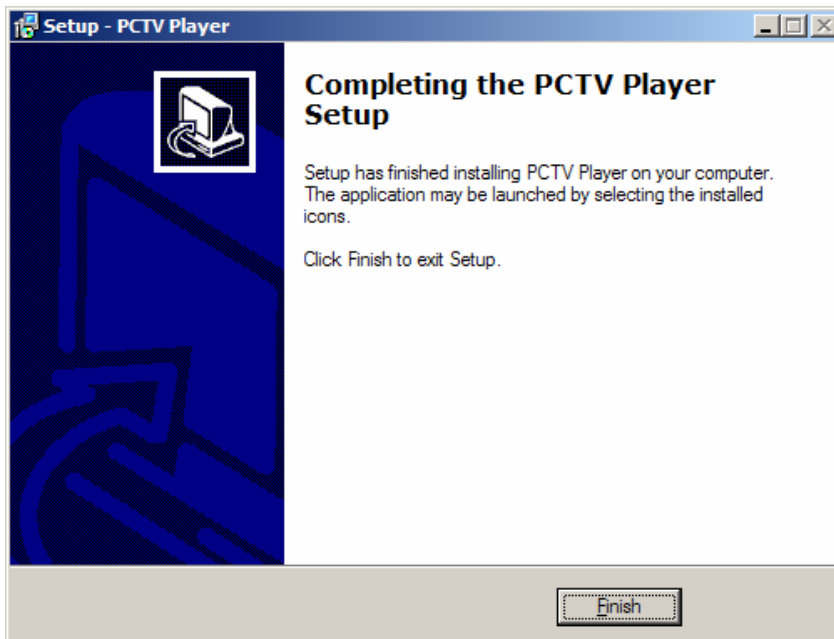 Setup - PCTV Player
Completing the PCTV Player
Setup
Setup has finished installing PCTV Player on your computer.
The application may be launched by selecting the installed
icons.
Click Finish to exit Setup.
Finish